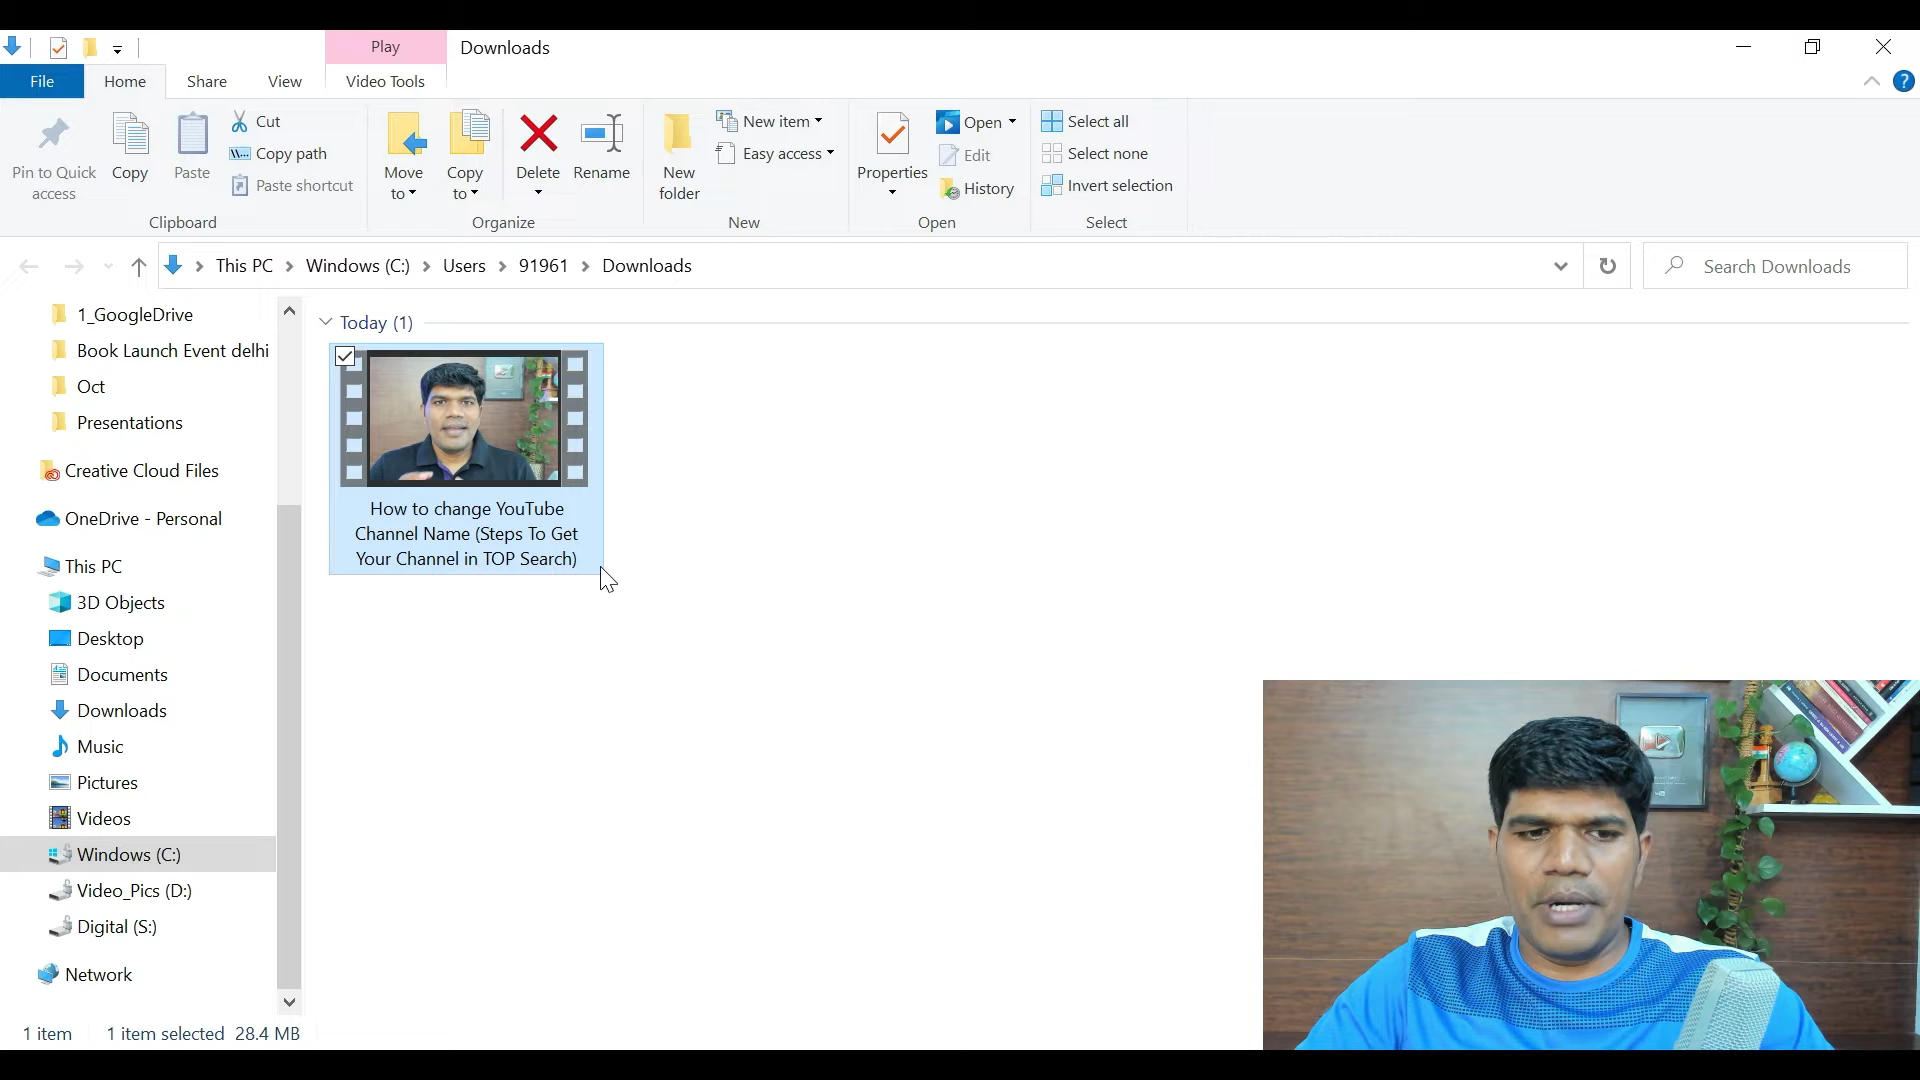 Play
Downloads
File
Home
Share
View
Video Tools
Pin to Quick access
Copy
Paste
Cut
Copy path
Paste shortcut
Clipboard
Move to
Copy to
Delete
Rename
Organize
New folder
New item
Easy access
New
Properties
Open
Edit
History
Open
Select all
Select none
Invert selection
Select
This PC > Windows (C:) > Users > 91961 > Downloads
Search Downloads
1_GoogleDrive
Book Launch Event delhi
Oct
Presentations
Creative Cloud Files
OneDrive - Personal
This PC
3D Objects
Desktop
Documents
Downloads
Music
Pictures
Videos
Windows (C:)
Video_Pics (D:)
Digital (S:)
Network
Today (1)
How to change YouTube
Channel Name (Steps To Get
Your Channel in TOP Search)
1 item
1 item selected 28.4 MB